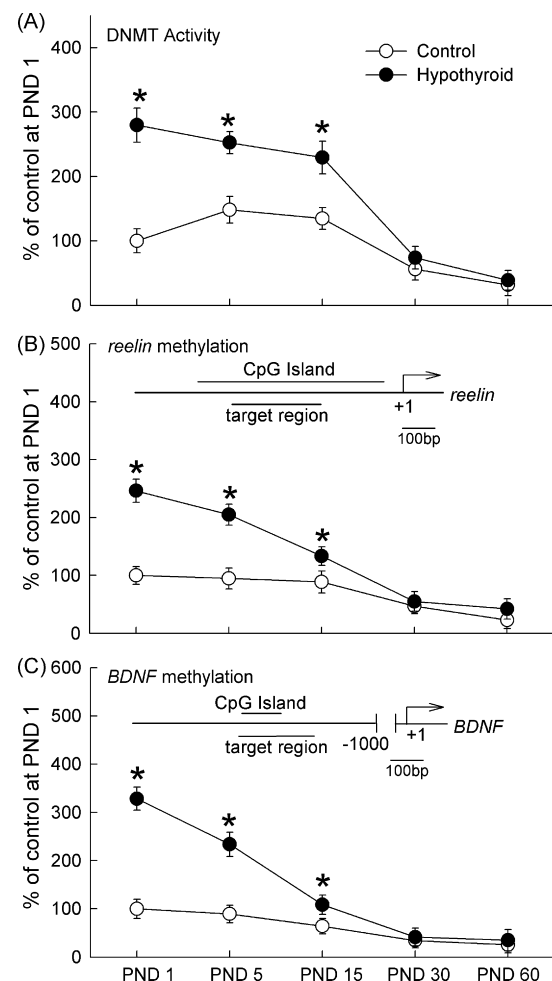 (A)
DNMT Activity
Control
Hypothyroid
% of control at PND 1
400
300
200
100
0
*
*
*
(B)
reelin methylation
CpG Island
reelin
target region
+1
100bp
% of control at PND 1
500
400
300
200
100
0
*
*
*
(C)
BDNF methylation
CpG Island
BDNF
target region
-1000
+1
100bp
% of control at PND 1
600
500
400
300
200
100
0
*
*
*
PND 1 PND 5 PND 15 PND 30 PND 60